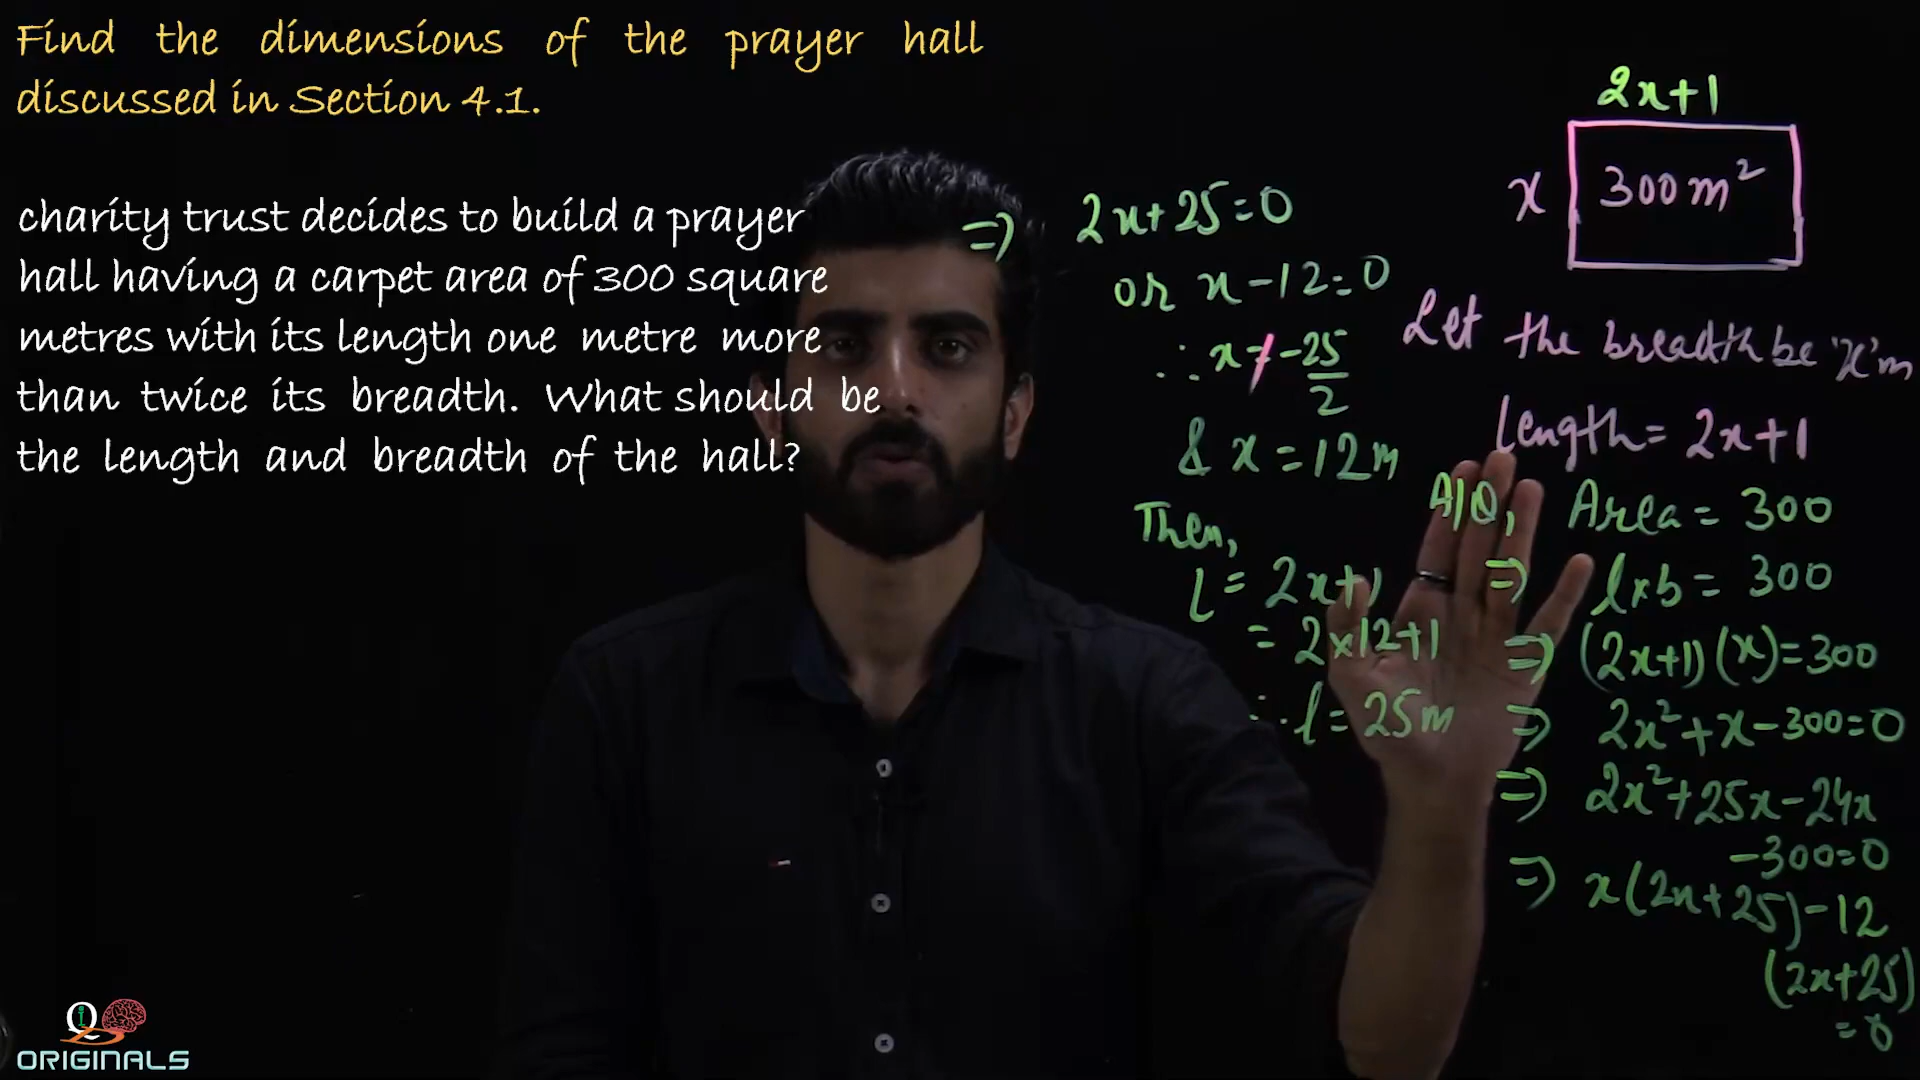 Find the dimensions of the prayer hall
discussed in Section 4.1.
charity trust decides to build a prayer
hall having a carpet area of 300 square
metres with its length one metre more
than twice its breadth. What should be
the length and breadth of the hall?
2x+1
x
300 m²
Let the breadth be 'x' m
Length = 2x+1
A/Q, Area = 300
⇒ l×b = 300
⇒ (2x+1)(x)=300
⇒ 2x²+x-300=0
⇒ 2x²+25x-24x
-300=0
⇒ x(2x+25)-12
(2x+25)
=0
⇒ 2x+25=0
or x-12=0
∴ x≠-25/2
& x=12m
Then,
l = 2x+1
= 2×12+1
∴ l = 25m
QiD
ORIGINALS